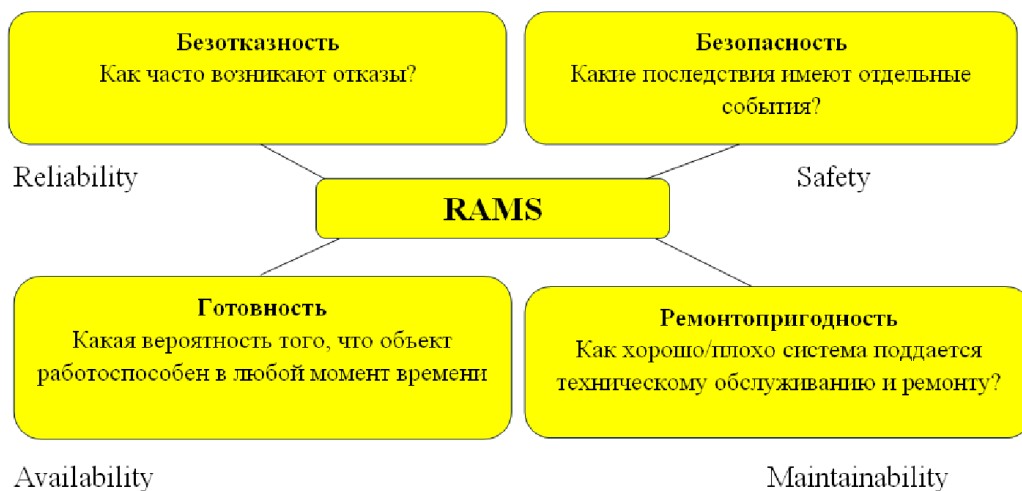 Безотказность
Как часто возникают отказы?
Безопасность
Какие последствия имеют отдельные
события?
Reliability
Safety
RAMS
Готовность
Какая вероятность того, что объект
работоспособен в любой момент времени
Ремонтопригодность
Как хорошо/плохо система поддается
техническому обслуживанию и ремонту?
Availability
Maintainability